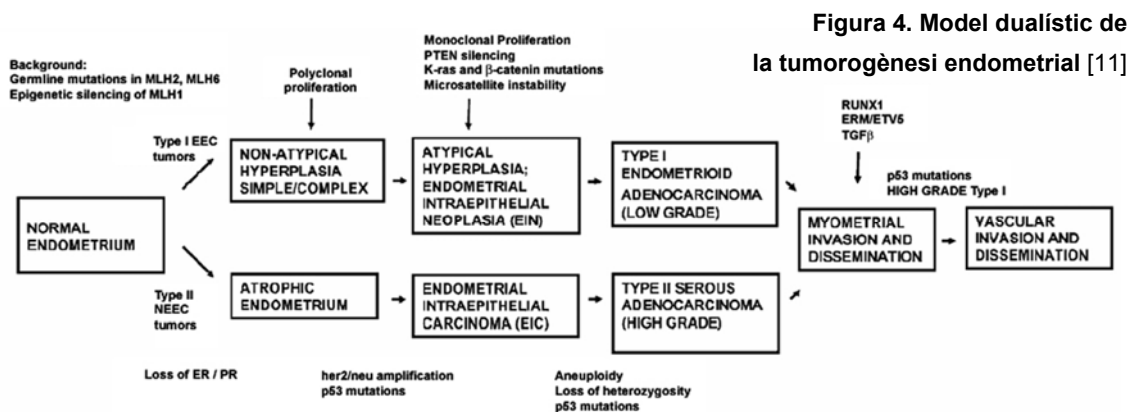 Figura 4. Model dualístic de
la tumorogènesi endometrial [11]
Background:
Germline mutations in MLH2, MLH6
Epigenetic silencing of MLH1
Polyclonal
proliferation
Monoclonal Proliferation
PTEN silencing
K-ras and β-catenin mutations
Microsatellite instability
RUNX1
ERM/ETV5
TGFβ
Type I EEC
tumors
NON-ATYPICAL
HYPERPLASIA
SIMPLE/COMPLEX
ATYPICAL
HYPERPLASIA;
ENDOMETRIAL
INTRAEPITHELIAL
NEOPLASIA (EIN)
TYPE I
ENDOMETRIOID
ADENOCARCINOMA
(LOW GRADE)
p53 mutations
HIGH GRADE Type I
NORMAL
ENDOMETRIUM
MYOMETRIAL
INVASION AND
DISSEMINATION
VASCULAR
INVASION AND
DISSEMINATION
Type II
NEEC
tumors
ATROPHIC
ENDOMETRIUM
ENDOMETRIAL
INTRAEPITHELIAL
CARCINOMA (EIC)
TYPE II SEROUS
ADENOCARCINOMA
(HIGH GRADE)
Loss of ER / PR
her2/neu amplification
p53 mutations
Aneuploidy
Loss of heterozygosity
p53 mutations